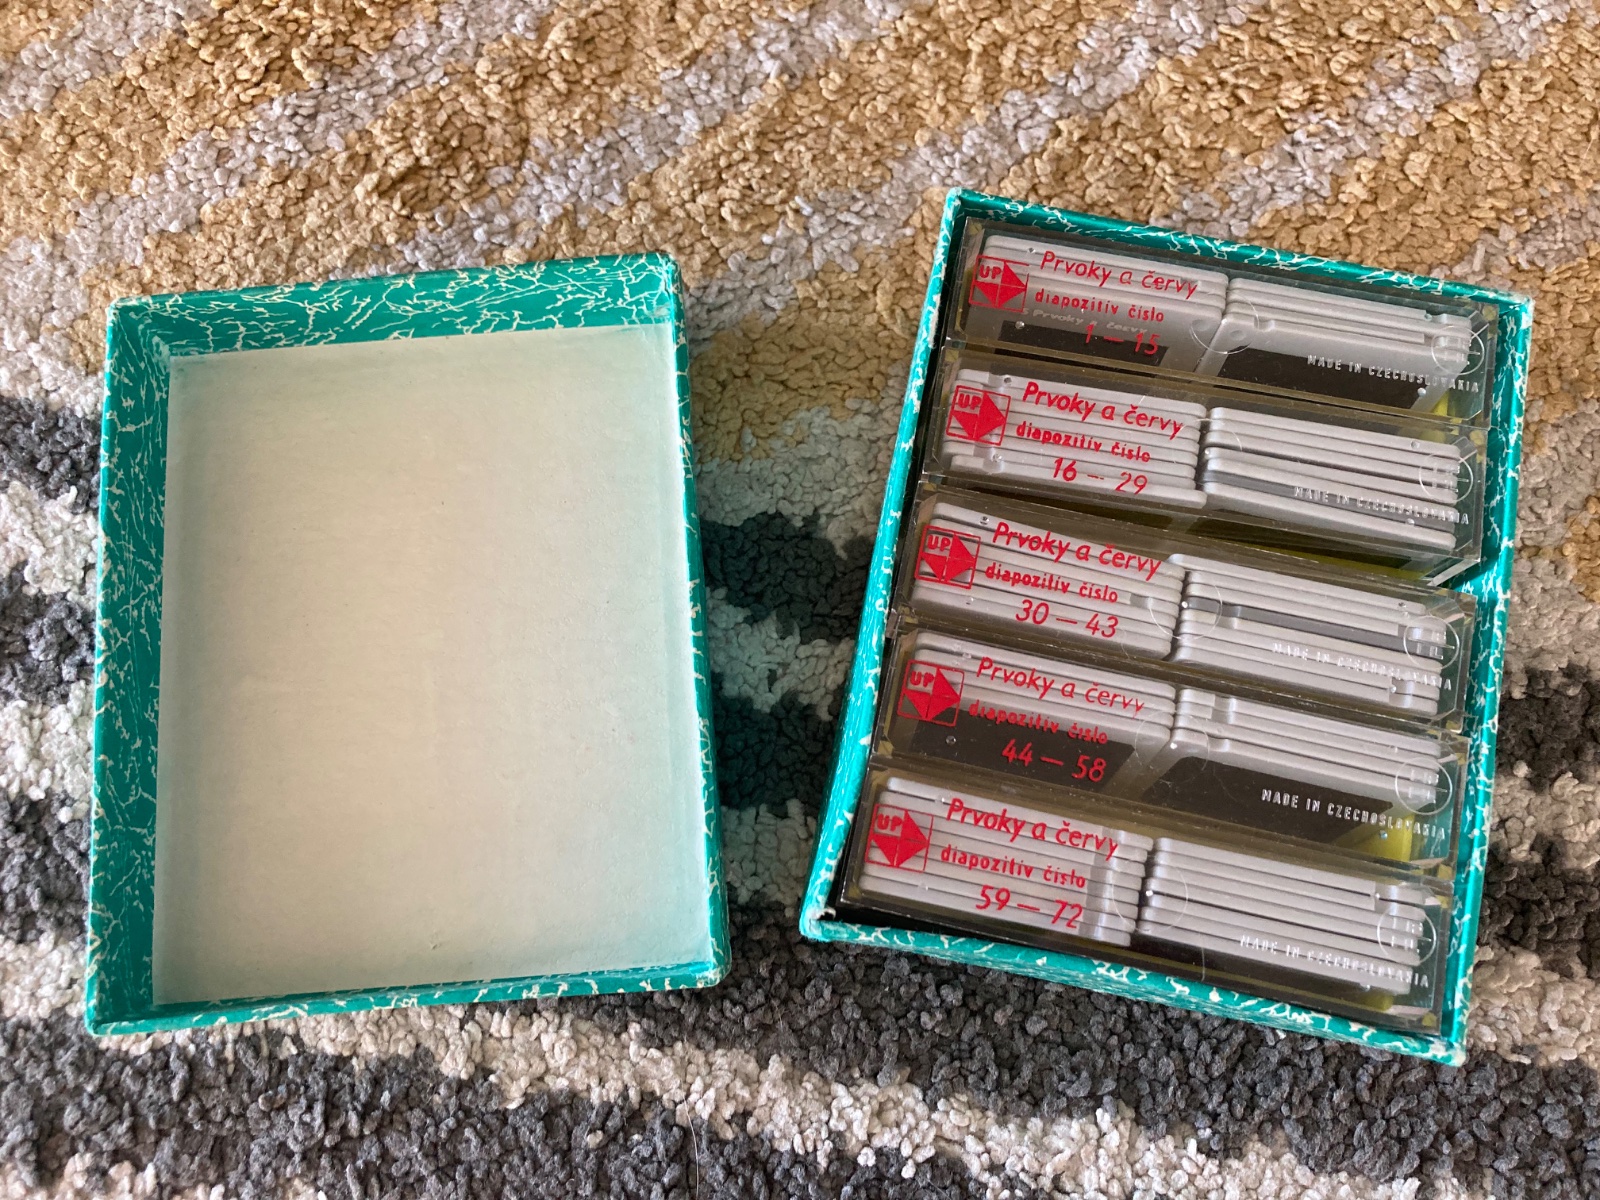 UP
Prvoky a červy
diapozitiv číslo
1 — 15
MADE IN CZECHOSLOVAKIA
UP
Prvoky a červy
diapozitiv číslo
16 — 29
MADE IN CZECHOSLOVAKIA
UP
Prvoky a červy
diapozitiv číslo
30 — 43
MADE IN CZECHOSLOVAKIA
UP
Prvoky a červy
diapozitiv číslo
44 — 58
MADE IN CZECHOSLOVAKIA
UP
Prvoky a červy
diapozitiv číslo
59 — 72
MADE IN CZECHOSLOVAKIA